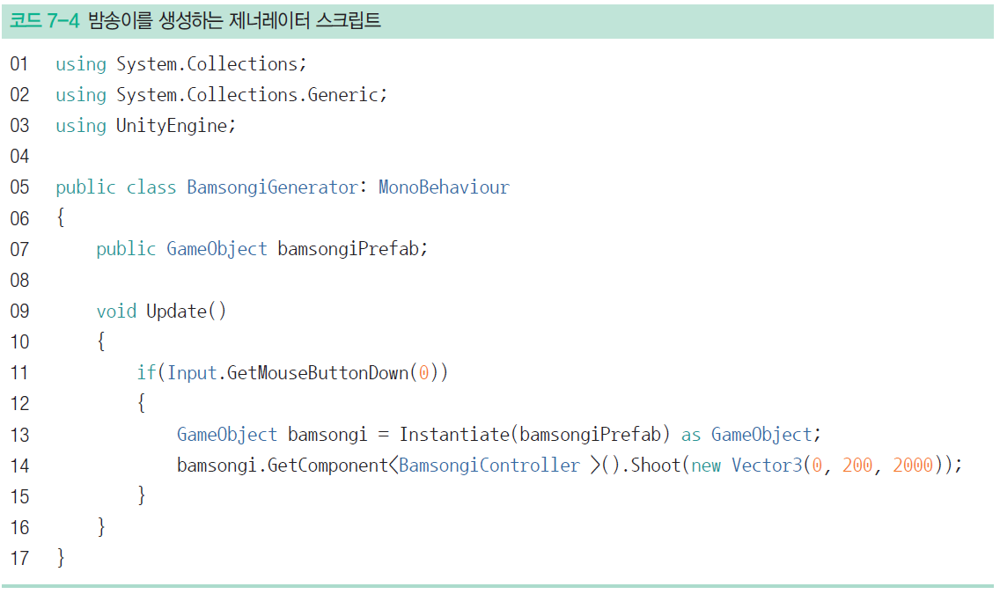 코드 7-4 밤송이를 생성하는 제너레이터 스크립트
01 using System.Collections;
02 using System.Collections.Generic;
03 using UnityEngine;
04
05 public class BamsongiGenerator: MonoBehaviour
06 {
07 public GameObject bamsongiPrefab;
08
09 void Update()
10 {
11 if(Input.GetMouseButtonDown(0))
12 {
13 GameObject bamsongi = Instantiate(bamsongiPrefab) as GameObject;
14 bamsongi.GetComponent<BamsongiController >().Shoot(new Vector3(0, 200, 2000));
15 }
16 }
17 }